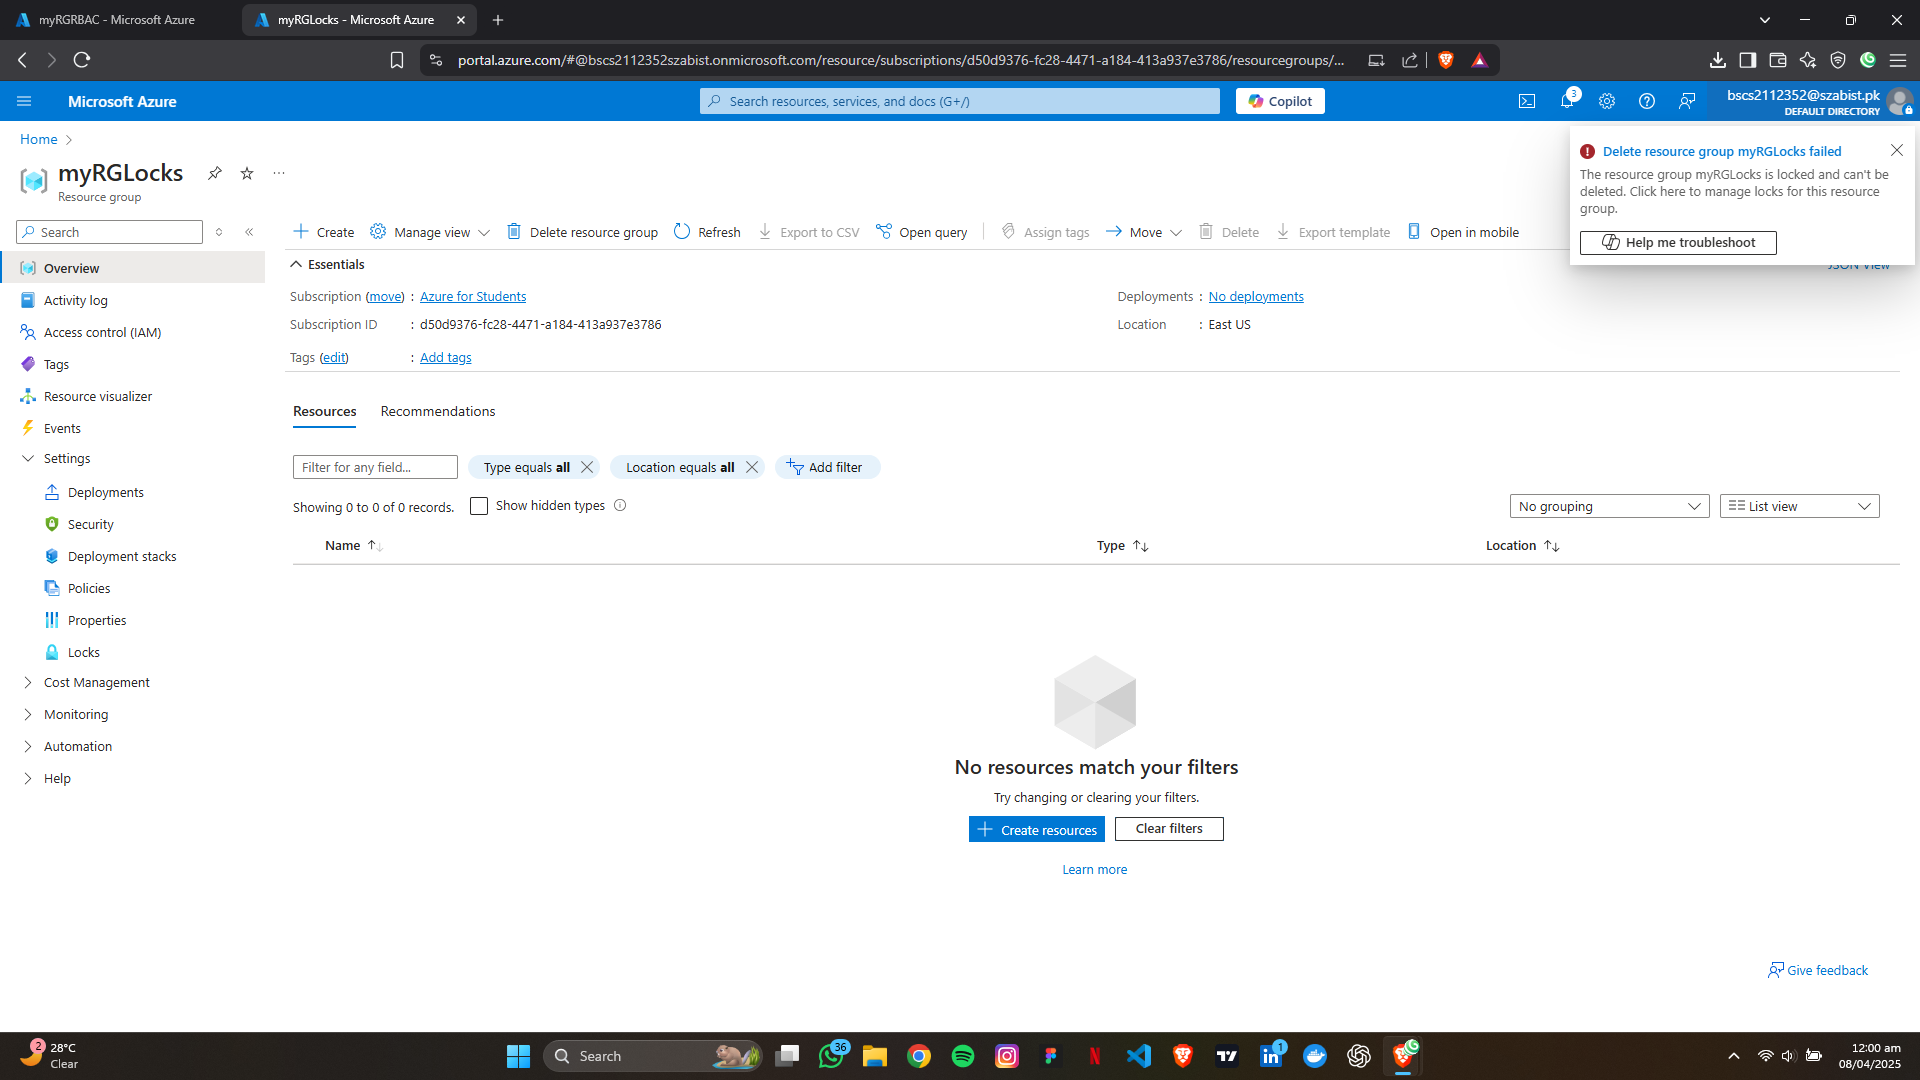 myRGRBAC - Microsoft Azure
myRGLocks - Microsoft Azure
portal.azure.com/#@bscs2112352szabist.onmicrosoft.com/resource/subscriptions/d50d9376-fc28-4471-a184-413a937e3786/resourcegroups/...
Microsoft Azure
Search resources, services, and docs (G+/)
Copilot
3
bscs2112352@szabist.pk
DEFAULT DIRECTORY
Home
myRGLocks
Resource group
Delete resource group myRGLocks failed
The resource group myRGLocks is locked and can't be
deleted. Click here to manage locks for this resource
group.
Help me troubleshoot
JSON View
Search
Create
Manage view
Delete resource group
Refresh
Export to CSV
Open query
Assign tags
Move
Delete
Export template
Open in mobile
Overview
Activity log
Access control (IAM)
Tags
Resource visualizer
Events
Settings
Deployments
Security
Deployment stacks
Policies
Properties
Locks
Cost Management
Monitoring
Automation
Help
Essentials
Subscription (move) : Azure for Students
Subscription ID : d50d9376-fc28-4471-a184-413a937e3786
Tags (edit) : Add tags
Deployments : No deployments
Location : East US
Resources
Recommendations
Filter for any field...
Type equals all
Location equals all
Add filter
Showing 0 to 0 of 0 records.
Show hidden types
No grouping
List view
Name
Type
Location
No resources match your filters
Try changing or clearing your filters.
Create resources
Clear filters
Learn more
Give feedback
2
28°C
Clear
Search
36
1
12:00 am
08/04/2025